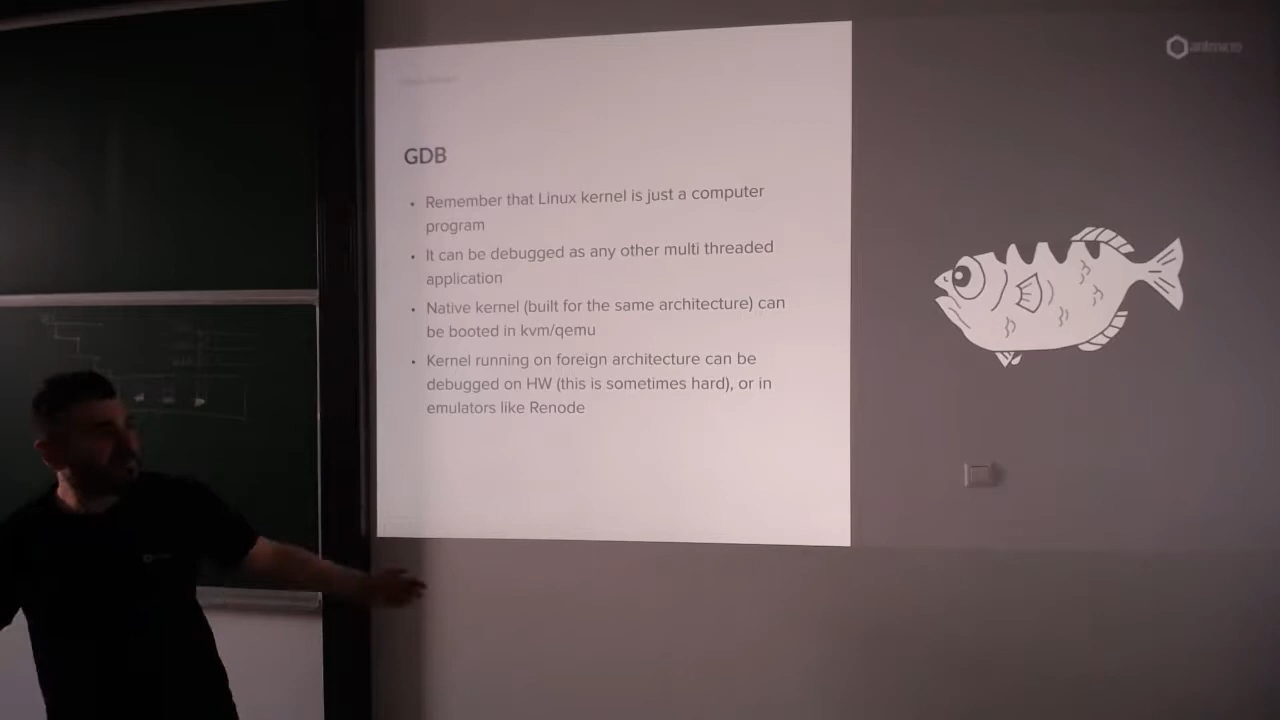 antmicro
GDB
• Remember that Linux kernel is just a computer
program
• It can be debugged as any other multi threaded
application
• Native kernel (built for the same architecture) can
be booted in kvm/qemu
• Kernel running on foreign architecture can be
debugged on HW (this is sometimes hard), or in
emulators like Renode